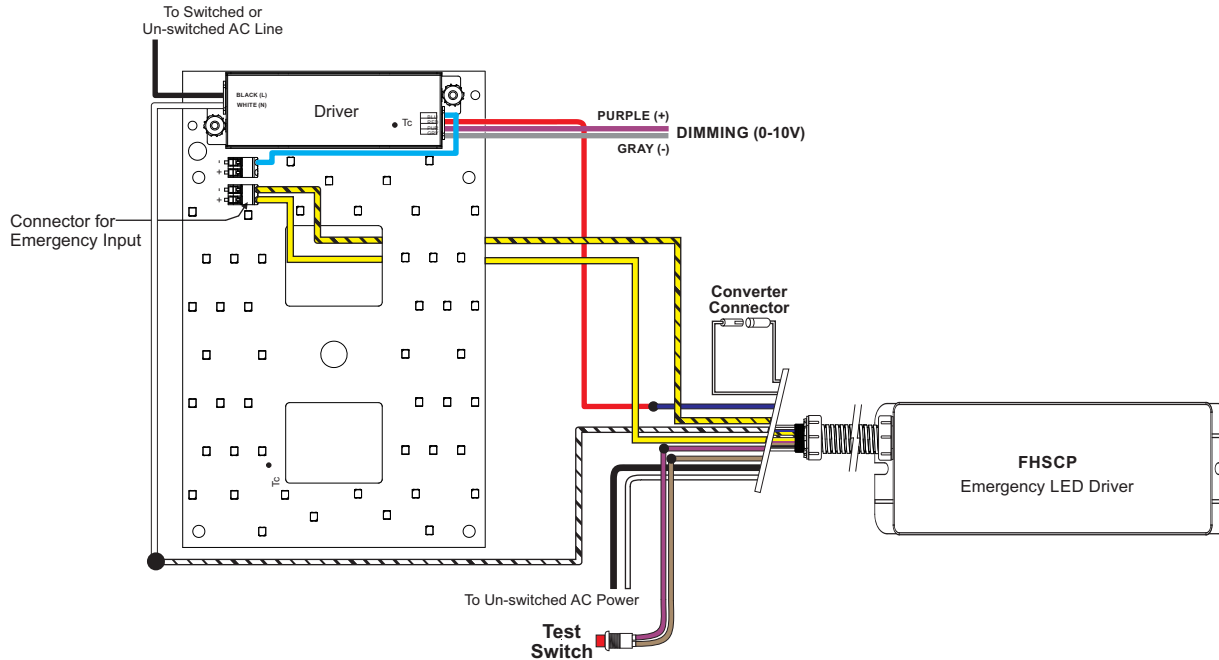 To Switched or
Un-switched AC Line
BLACK (L)
WHITE (N)
Driver
Tc
PURPLE (+)
DIMMING (0-10V)
GRAY (-)
-
+
-
+
Connector for
Emergency Input
Converter
Connector
FHSCP
Emergency LED Driver
Tc
To Un-switched AC Power
Test
Switch